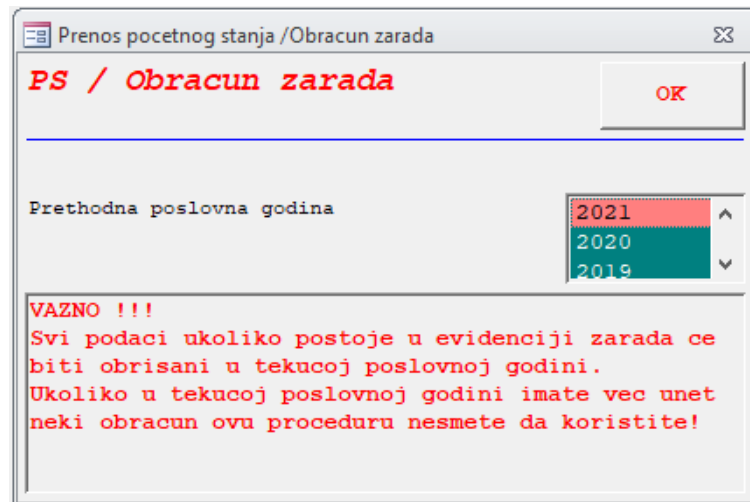 Prenos pocetnog stanja /Obracun zarada
PS / Obracun zarada
OK
Prethodna poslovna godina
2021
2020
2019
VAZNO !!!
Svi podaci ukoliko postoje u evidenciji zarada ce
biti obrisani u tekucoj poslovnoj godini.
Ukoliko u tekucoj poslovnoj godini imate vec unet
neki obracun ovu proceduru nesmete da koristite!